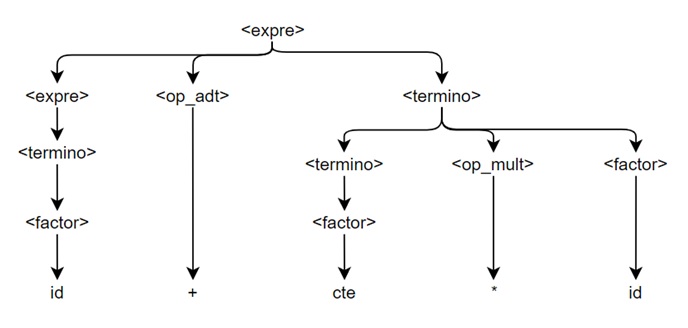 <expre>
<expre> <op_adt> <termino>
<termino> <termino> <op_mult> <factor>
<factor> <factor>
id + cte * id